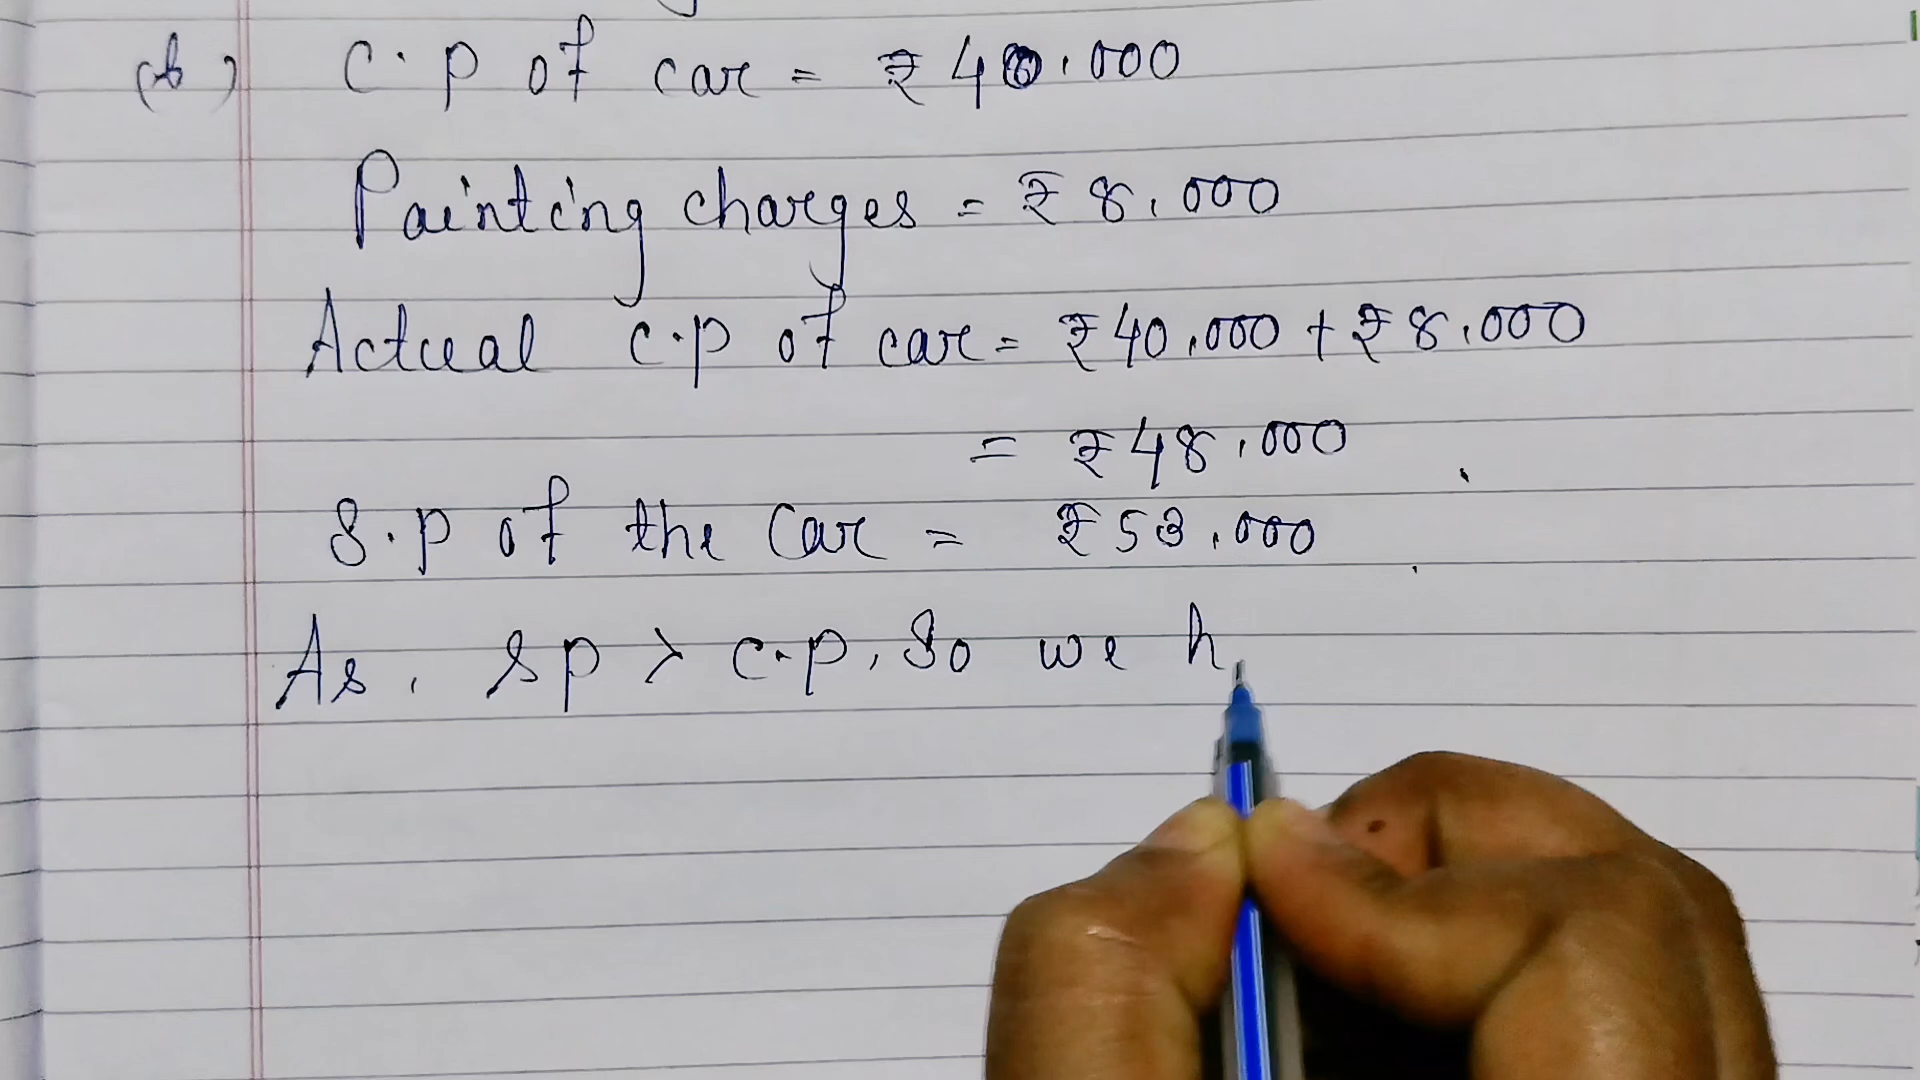 (b) C.P of car = ₹ 40,000
Painting charges = ₹ 8,000
Actual C.P of car = ₹ 40,000 + ₹ 8,000
= ₹ 48,000
S.P of the Car = ₹ 53,000
As, SP > C.P, So we h